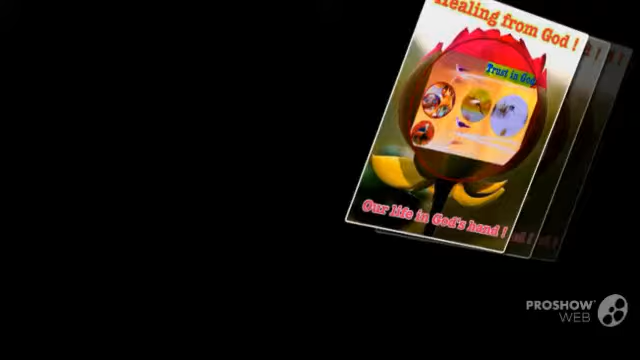 Healing from God !
Trust in God
Our life in God's hand !
PROSHOW
WEB